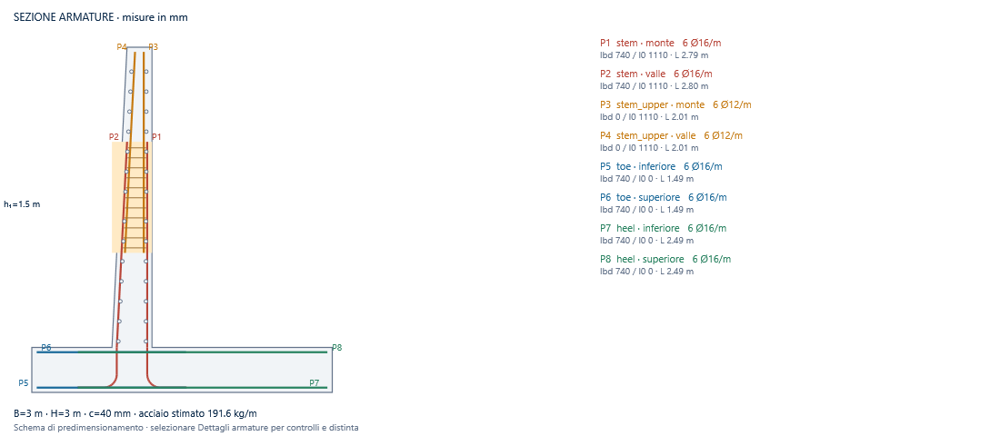 SEZIONE ARMATURE · misure in mm
P4 P3
P2 P1
h₁=1.5 m
P6 P8
P5 P7
B=3 m · H=3 m · c=40 mm · acciaio stimato 191.6 kg/m
Schema di predimensionamento · selezionare Dettagli armature per controlli e distinta
P1 stem · monte 6 Ø16/m
lbd 740 / l0 1110 · L 2.79 m
P2 stem · valle 6 Ø16/m
lbd 740 / l0 1110 · L 2.80 m
P3 stem_upper · monte 6 Ø12/m
lbd 0 / l0 1110 · L 2.01 m
P4 stem_upper · valle 6 Ø12/m
lbd 0 / l0 1110 · L 2.01 m
P5 toe · inferiore 6 Ø16/m
lbd 740 / l0 0 · L 1.49 m
P6 toe · superiore 6 Ø16/m
lbd 740 / l0 0 · L 1.49 m
P7 heel · inferiore 6 Ø16/m
lbd 740 / l0 0 · L 2.49 m
P8 heel · superiore 6 Ø16/m
lbd 740 / l0 0 · L 2.49 m